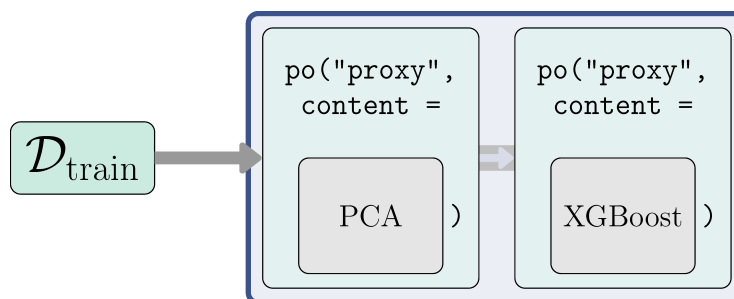 𝒟train
po("proxy",
content =
PCA )
po("proxy",
content =
XGBoost )